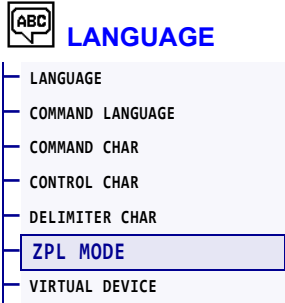 ABC
LANGUAGE
LANGUAGE
COMMAND LANGUAGE
COMMAND CHAR
CONTROL CHAR
DELIMITER CHAR
ZPL MODE
VIRTUAL DEVICE